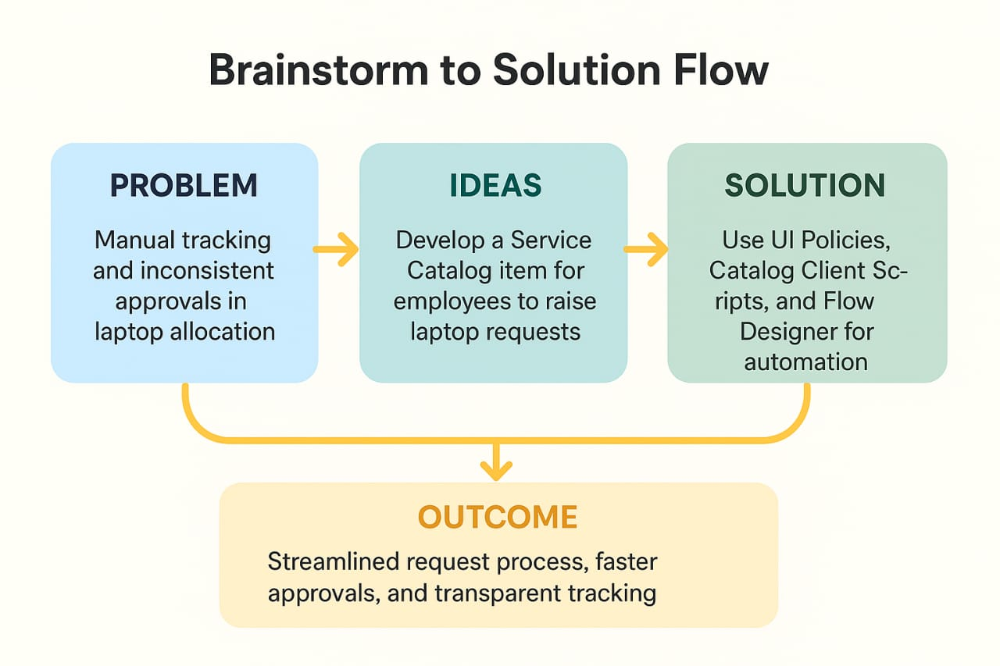 Brainstorm to Solution Flow
PROBLEM
Manual tracking
and inconsistent
approvals in
laptop allocation
IDEAS
Develop a Service
Catalog item for
employees to raise
laptop requests
SOLUTION
Use UI Policies,
Catalog Client Sc-
ripts, and Flow
Designer for
automation
OUTCOME
Streamlined request process, faster
approvals, and transparent tracking